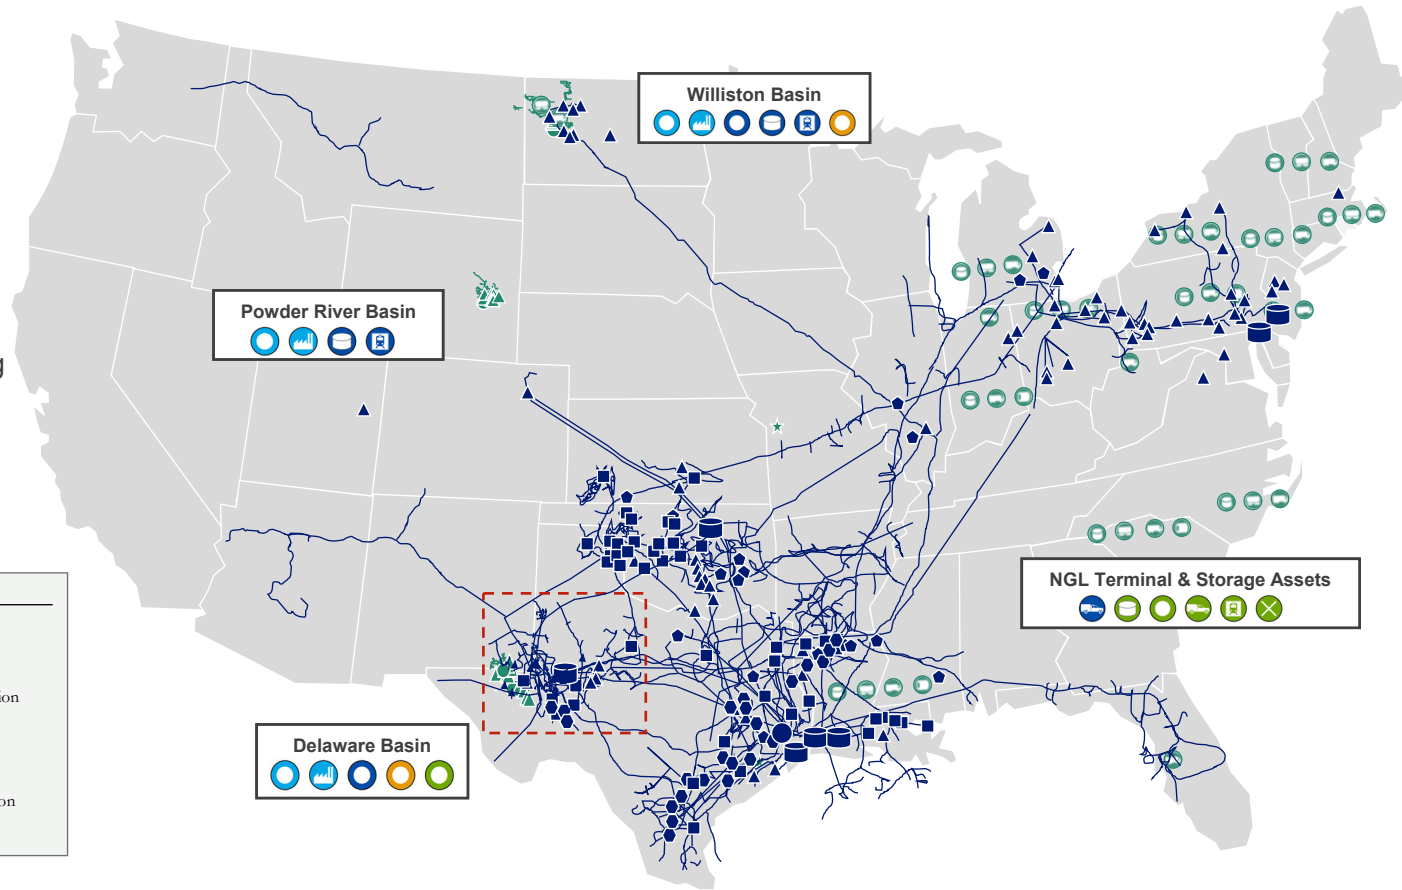 Williston Basin
Powder River Basin
NGL Terminal & Storage Assets
Delaware Basin